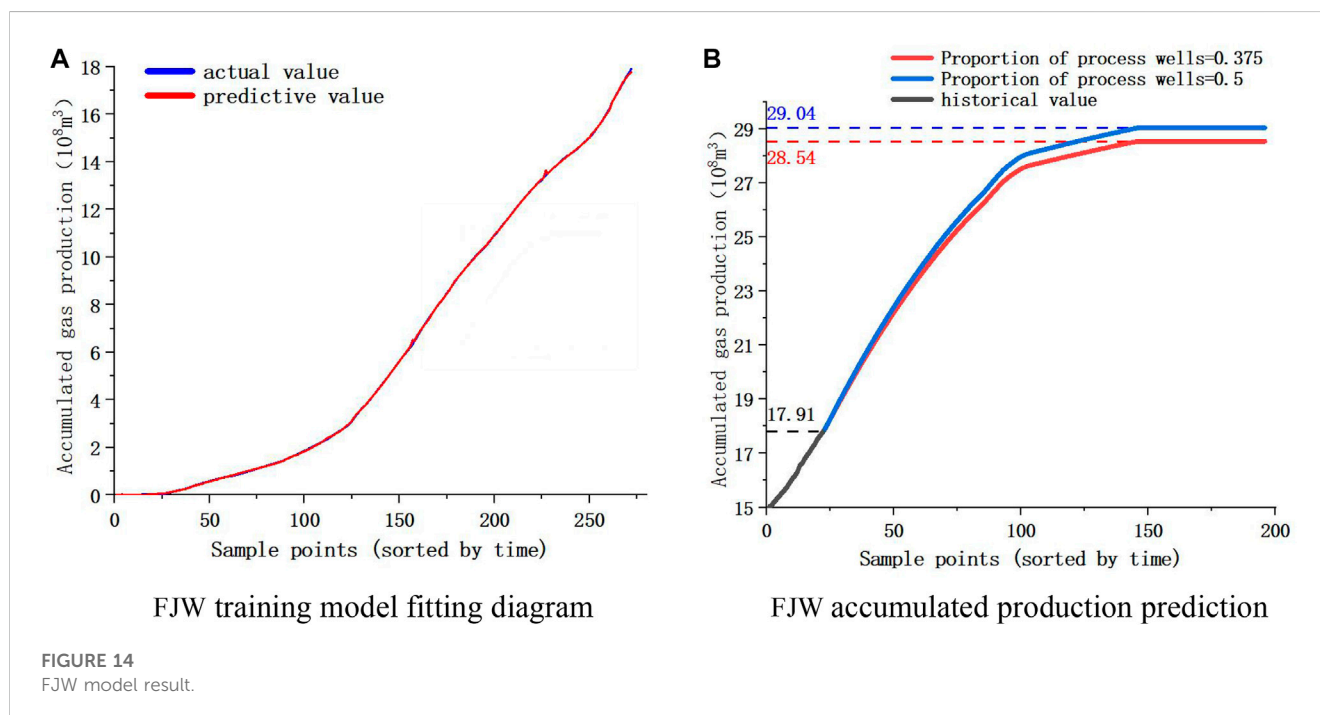 A
actual value
predictive value
Accumulated gas production (10⁸m³)
18
16
14
12
10
8
6
4
2
0
0 50 100 150 200 250
Sample points (sorted by time)
FJW training model fitting diagram
B
Proportion of process wells=0.375
Proportion of process wells=0.5
historical value
Accumulated gas production (10⁸m³)
29.04
29
28.54
27
25
23
21
19
17.91
17
15
0 50 100 150 200
Sample points (sorted by time)
FJW accumulated production prediction
FIGURE 14
FJW model result.